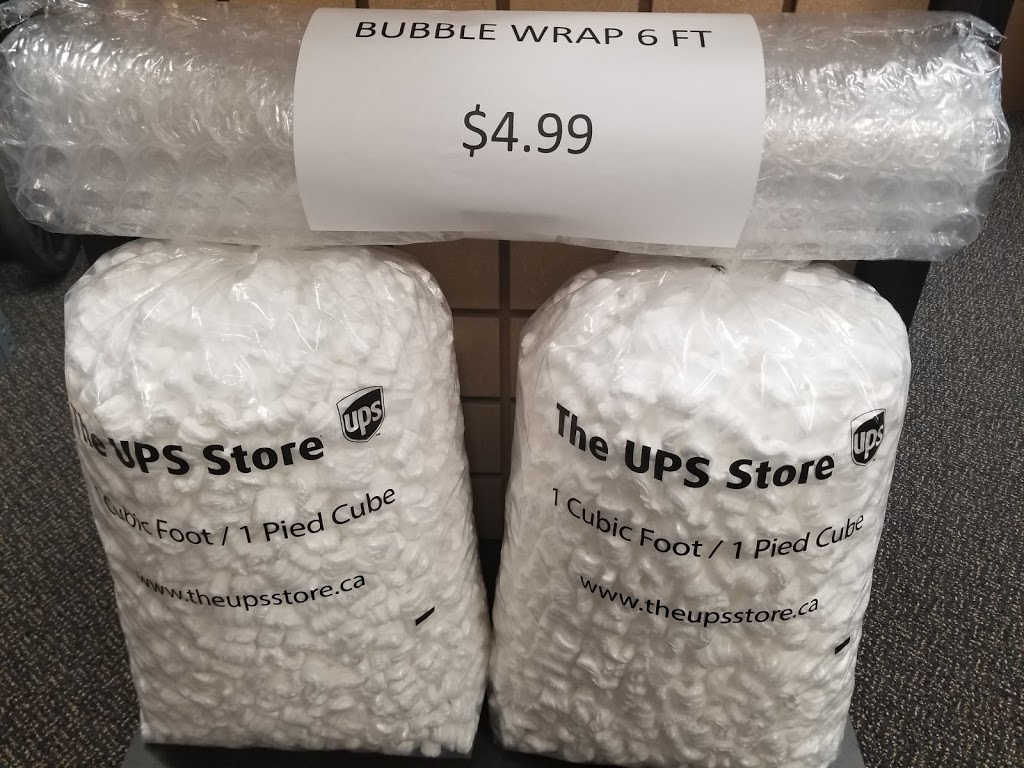 BUBBLE WRAP 6 FT
$4.99
ups
The UPS Store
Cubic Foot / 1 Pied Cube
www.theupsstore.ca
ups
The UPS Store
1 Cubic Foot / 1 Pied Cube
www.theupsstore.ca